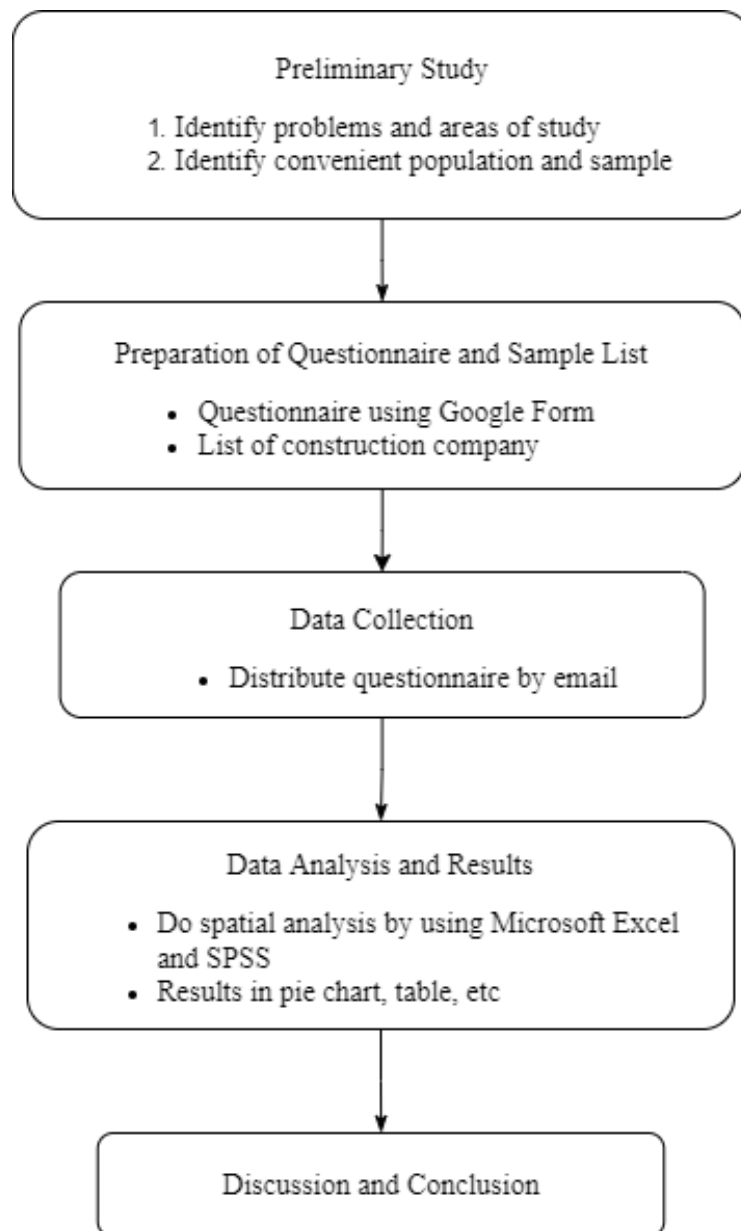 Preliminary Study
1. Identify problems and areas of study
2. Identify convenient population and sample
Preparation of Questionnaire and Sample List
• Questionnaire using Google Form
• List of construction company
Data Collection
• Distribute questionnaire by email
Data Analysis and Results
• Do spatial analysis by using Microsoft Excel
and SPSS
• Results in pie chart, table, etc
Discussion and Conclusion